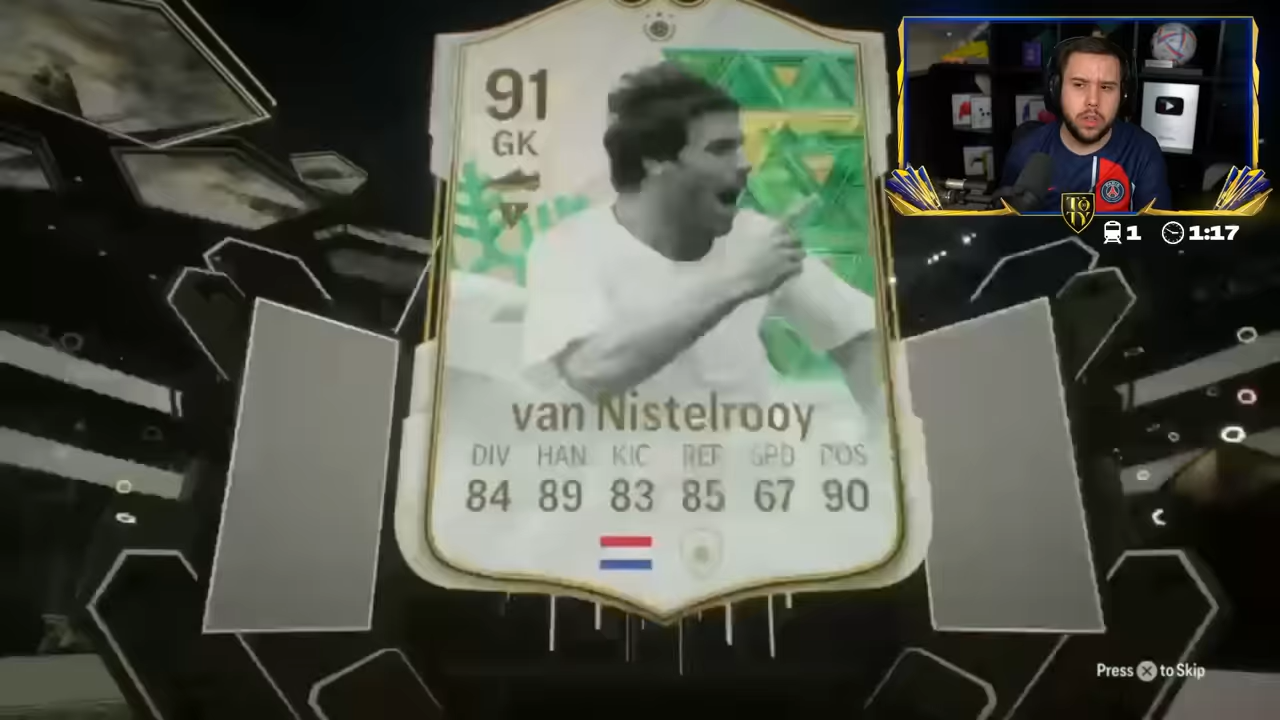 91
GK
van Nistelrooy
DIV HAN KIC REF SPD POS
84 89 83 85 67 90
TOTY
1 1:17
Press X to Skip